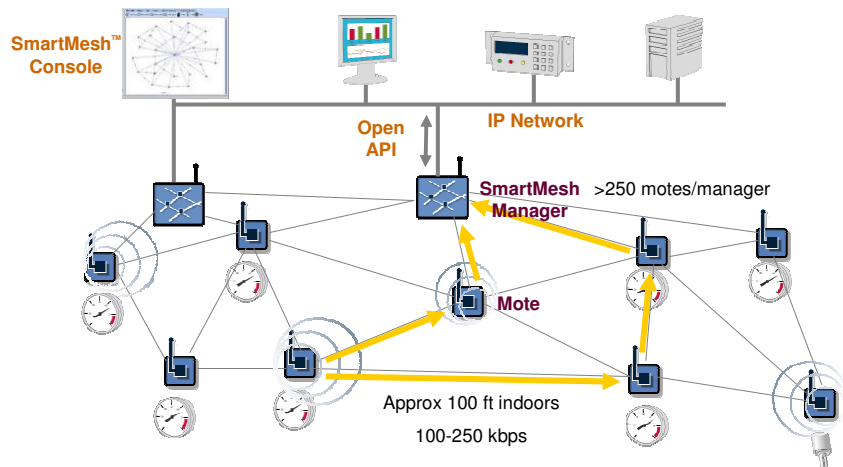 SmartMesh™
Console
Open
API
IP Network
SmartMesh
Manager
>250 motes/manager
Mote
Approx 100 ft indoors
100-250 kbps